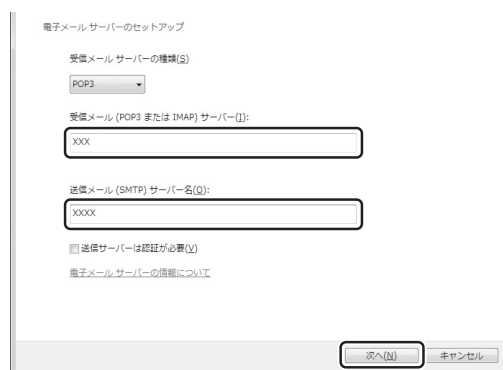 電子メール サーバーのセットアップ
受信メール サーバーの種類(S)
POP3
受信メール (POP3 または IMAP) サーバー(I):
XXX
送信メール (SMTP) サーバー名(O):
XXXX
送信サーバーは認証が必要(V)
電子メール サーバーの情報について
次へ(N) キャンセル